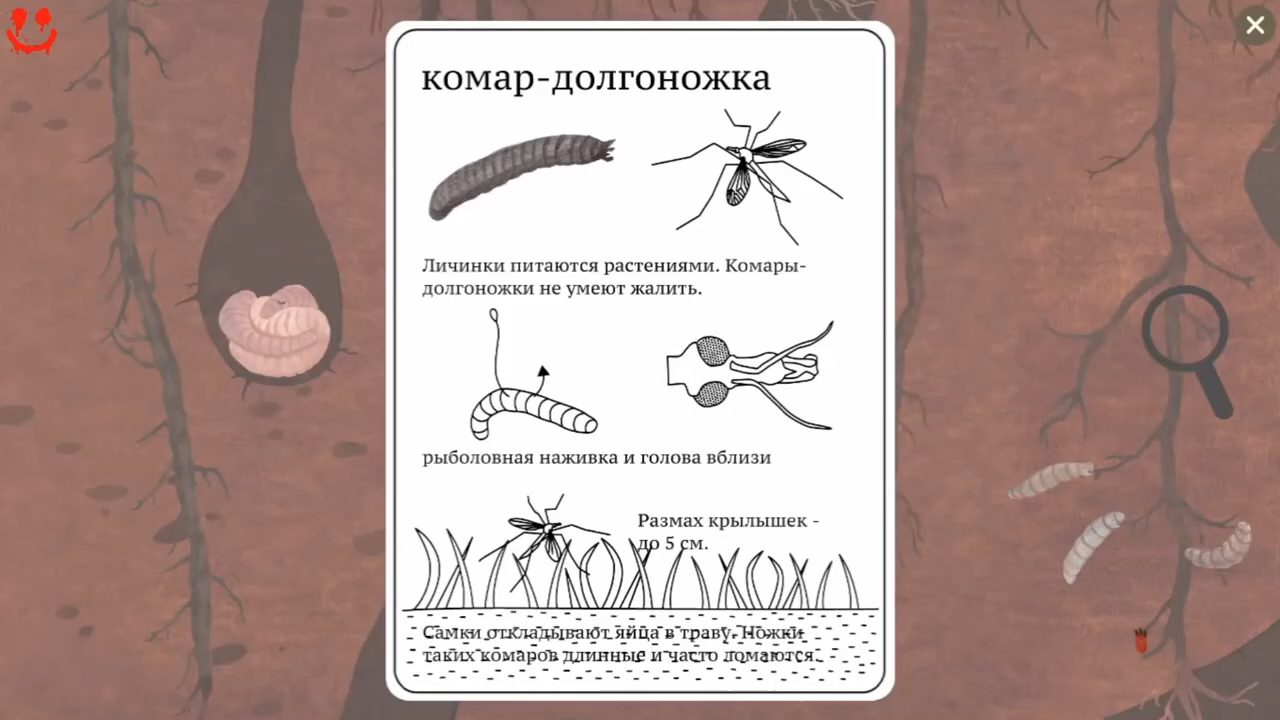 комар-долгоножка
Личинки питаются растениями. Комары-
долгоножки не умеют жалить.
рыболовная наживка и голова вблизи
Размах крылышек -
до 5 см.
Самки откладывают яйца в траву. Ножки
таких комаров длинные и часто ломаются.